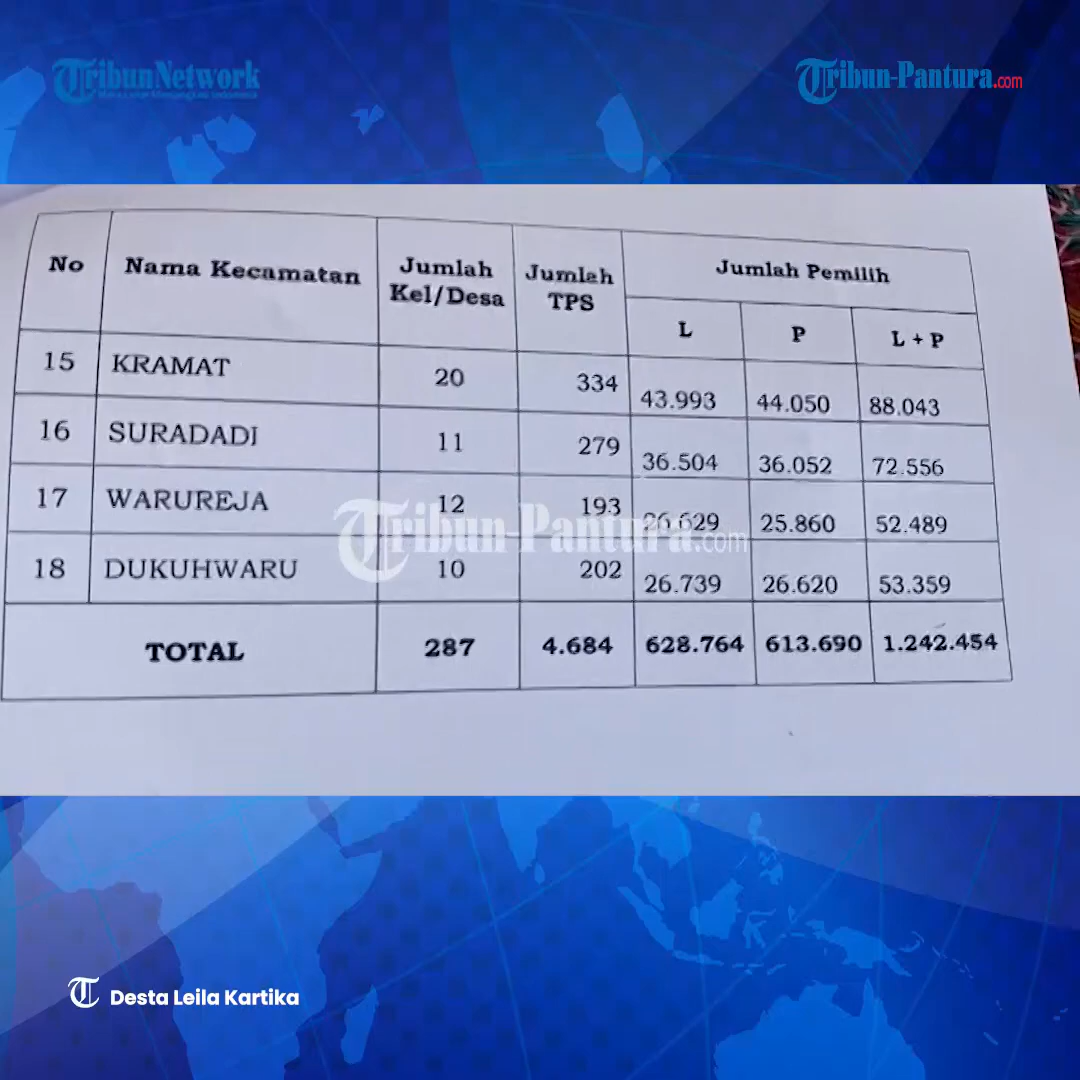 TribunNetwork
Tribun-Pantura.com
No
Nama Kecamatan
Jumlah
Kel/Desa
Jumlah
TPS
Jumlah Pemilih
L
P
L + P
15 KRAMAT 20 334 43.993 44.050 88.043
16 SURADADI 11 279 36.504 36.052 72.556
17 WARUREJA 12 193 26.629 25.860 52.489
Tribun-Pantura.com
18 DUKUHWARU 10 202 26.739 26.620 53.359
TOTAL 287 4.684 628.764 613.690 1.242.454
Desta Leila Kartika